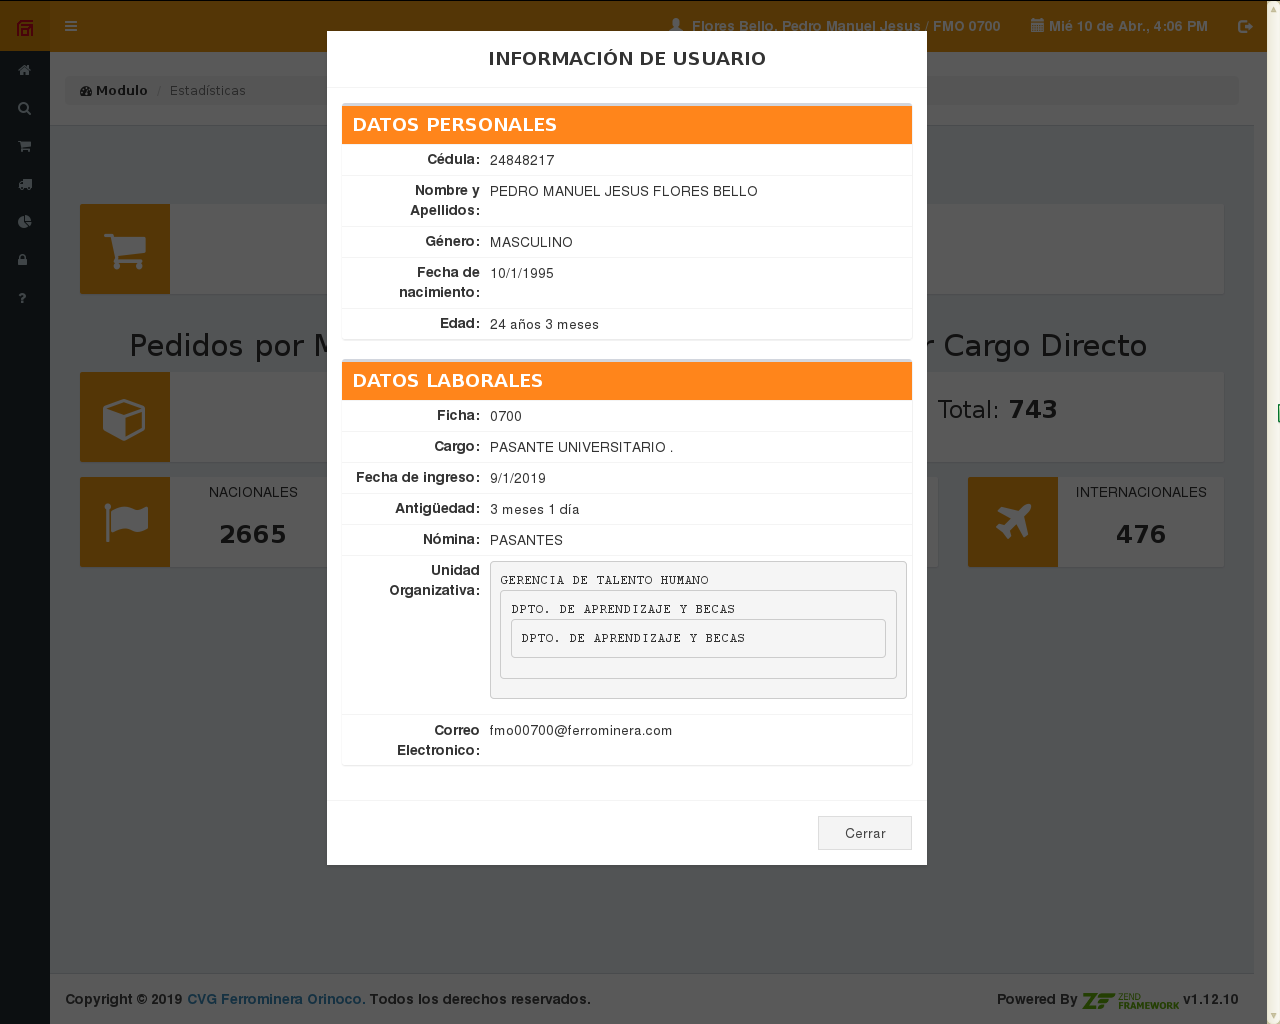 Flores Bello, Pedro Manuel Jesus / FMO 0700 Mié 10 de Abr., 4:06 PM
INFORMACIÓN DE USUARIO
Modulo / Estadísticas
DATOS PERSONALES
Cédula: 24848217
Nombre y PEDRO MANUEL JESUS FLORES BELLO
Apellidos:
Género: MASCULINO
Fecha de 10/1/1995
nacimiento:
Edad: 24 años 3 meses
Pedidos por M
r Cargo Directo
DATOS LABORALES
Ficha: 0700
Total: 743
Cargo: PASANTE UNIVERSITARIO .
Fecha de ingreso: 9/1/2019
NACIONALES
2665
INTERNACIONALES
476
Antigüedad: 3 meses 1 día
Nómina: PASANTES
Unidad
Organizativa:
GERENCIA DE TALENTO HUMANO
DPTO. DE APRENDIZAJE Y BECAS
DPTO. DE APRENDIZAJE Y BECAS
Correo fmo00700@ferrominera.com
Electronico:
Cerrar
Copyright © 2019 CVG Ferrominera Orinoco. Todos los derechos reservados.
Powered By ZF ZEND FRAMEWORK v1.12.10